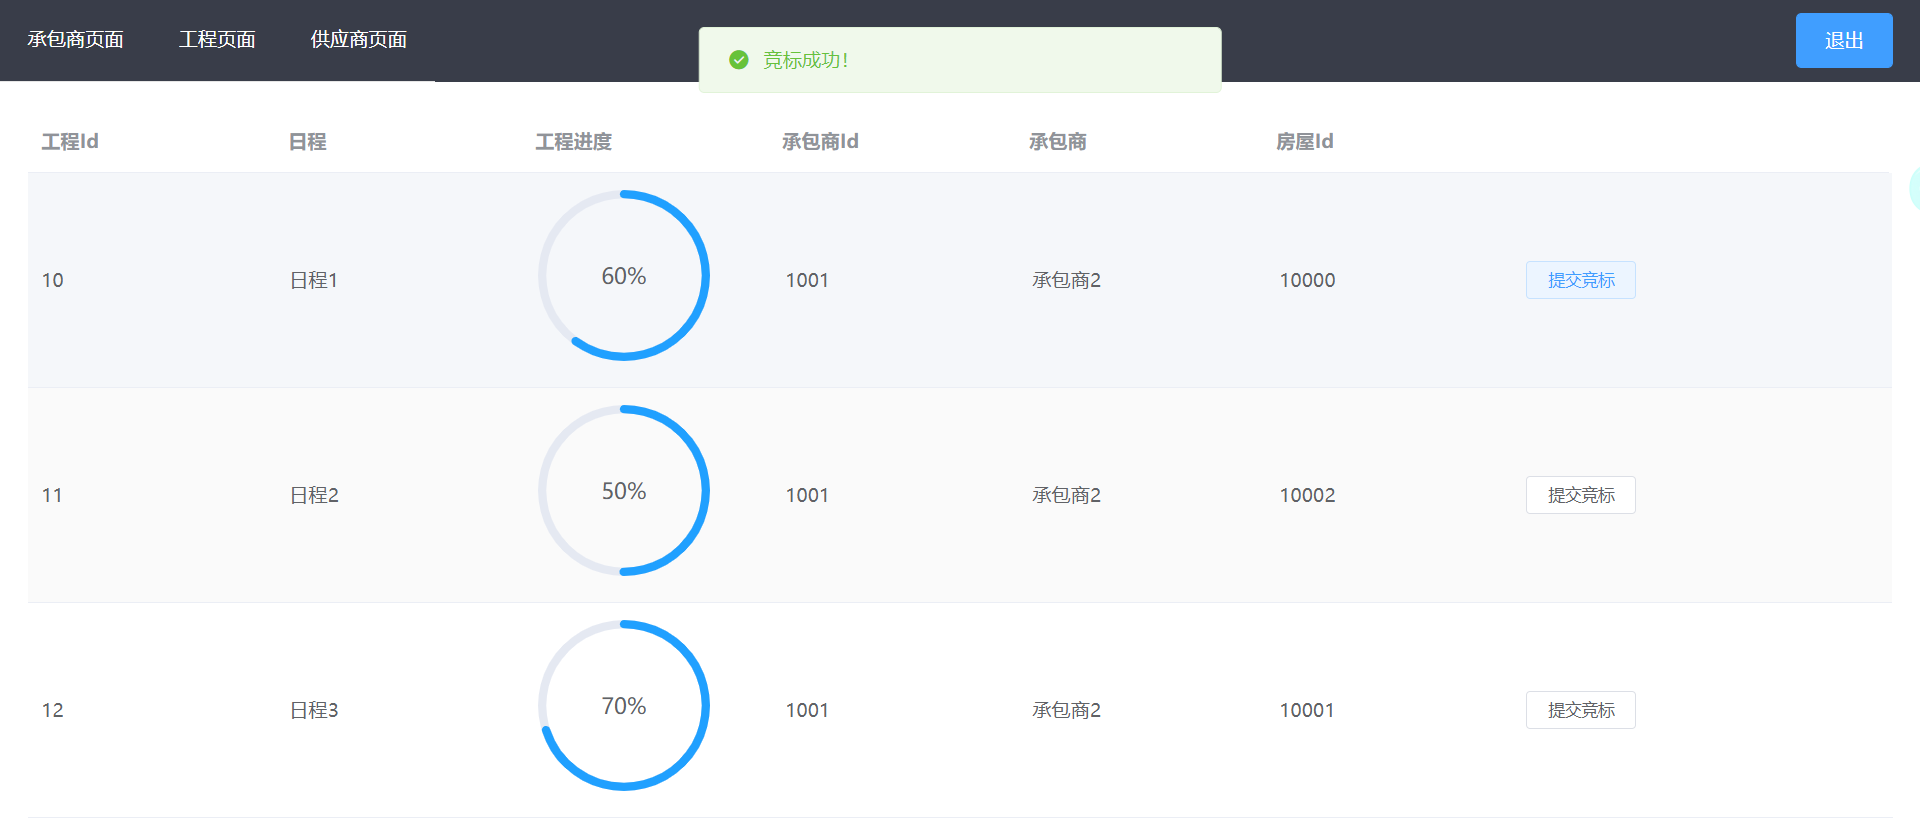 承包商页面 工程页面 供应商页面 竞标成功! 退出
工程Id 日程 工程进度 承包商Id 承包商 房屋Id
10 日程1 60% 1001 承包商2 10000 提交竞标
11 日程2 50% 1001 承包商2 10002 提交竞标
12 日程3 70% 1001 承包商2 10001 提交竞标